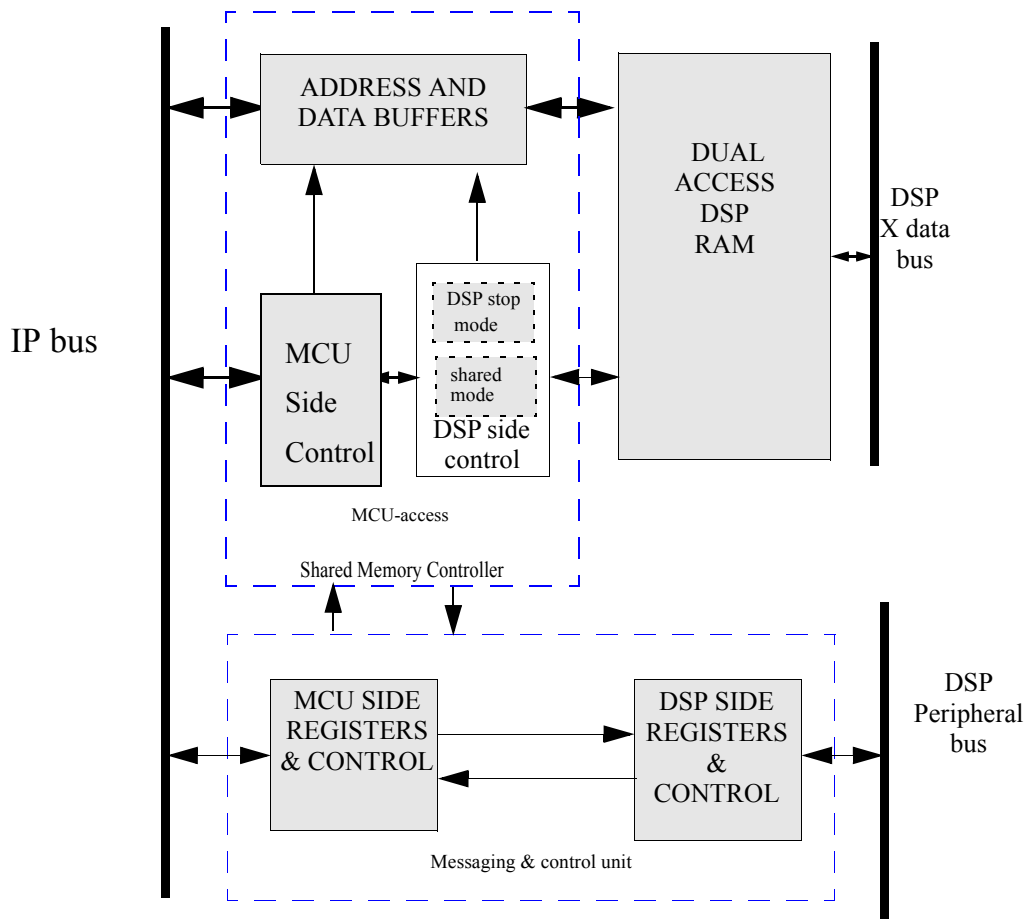 ADDRESS AND
DATA BUFFERS
DUAL
ACCESS
DSP
RAM
DSP
X data
bus
IP bus
MCU
Side
Control
DSP stop
mode
shared
mode
DSP side
control
MCU-access
Shared Memory Controller
MCU SIDE
REGISTERS
& CONTROL
DSP SIDE
REGISTERS
&
CONTROL
DSP
Peripheral
bus
Messaging & control unit